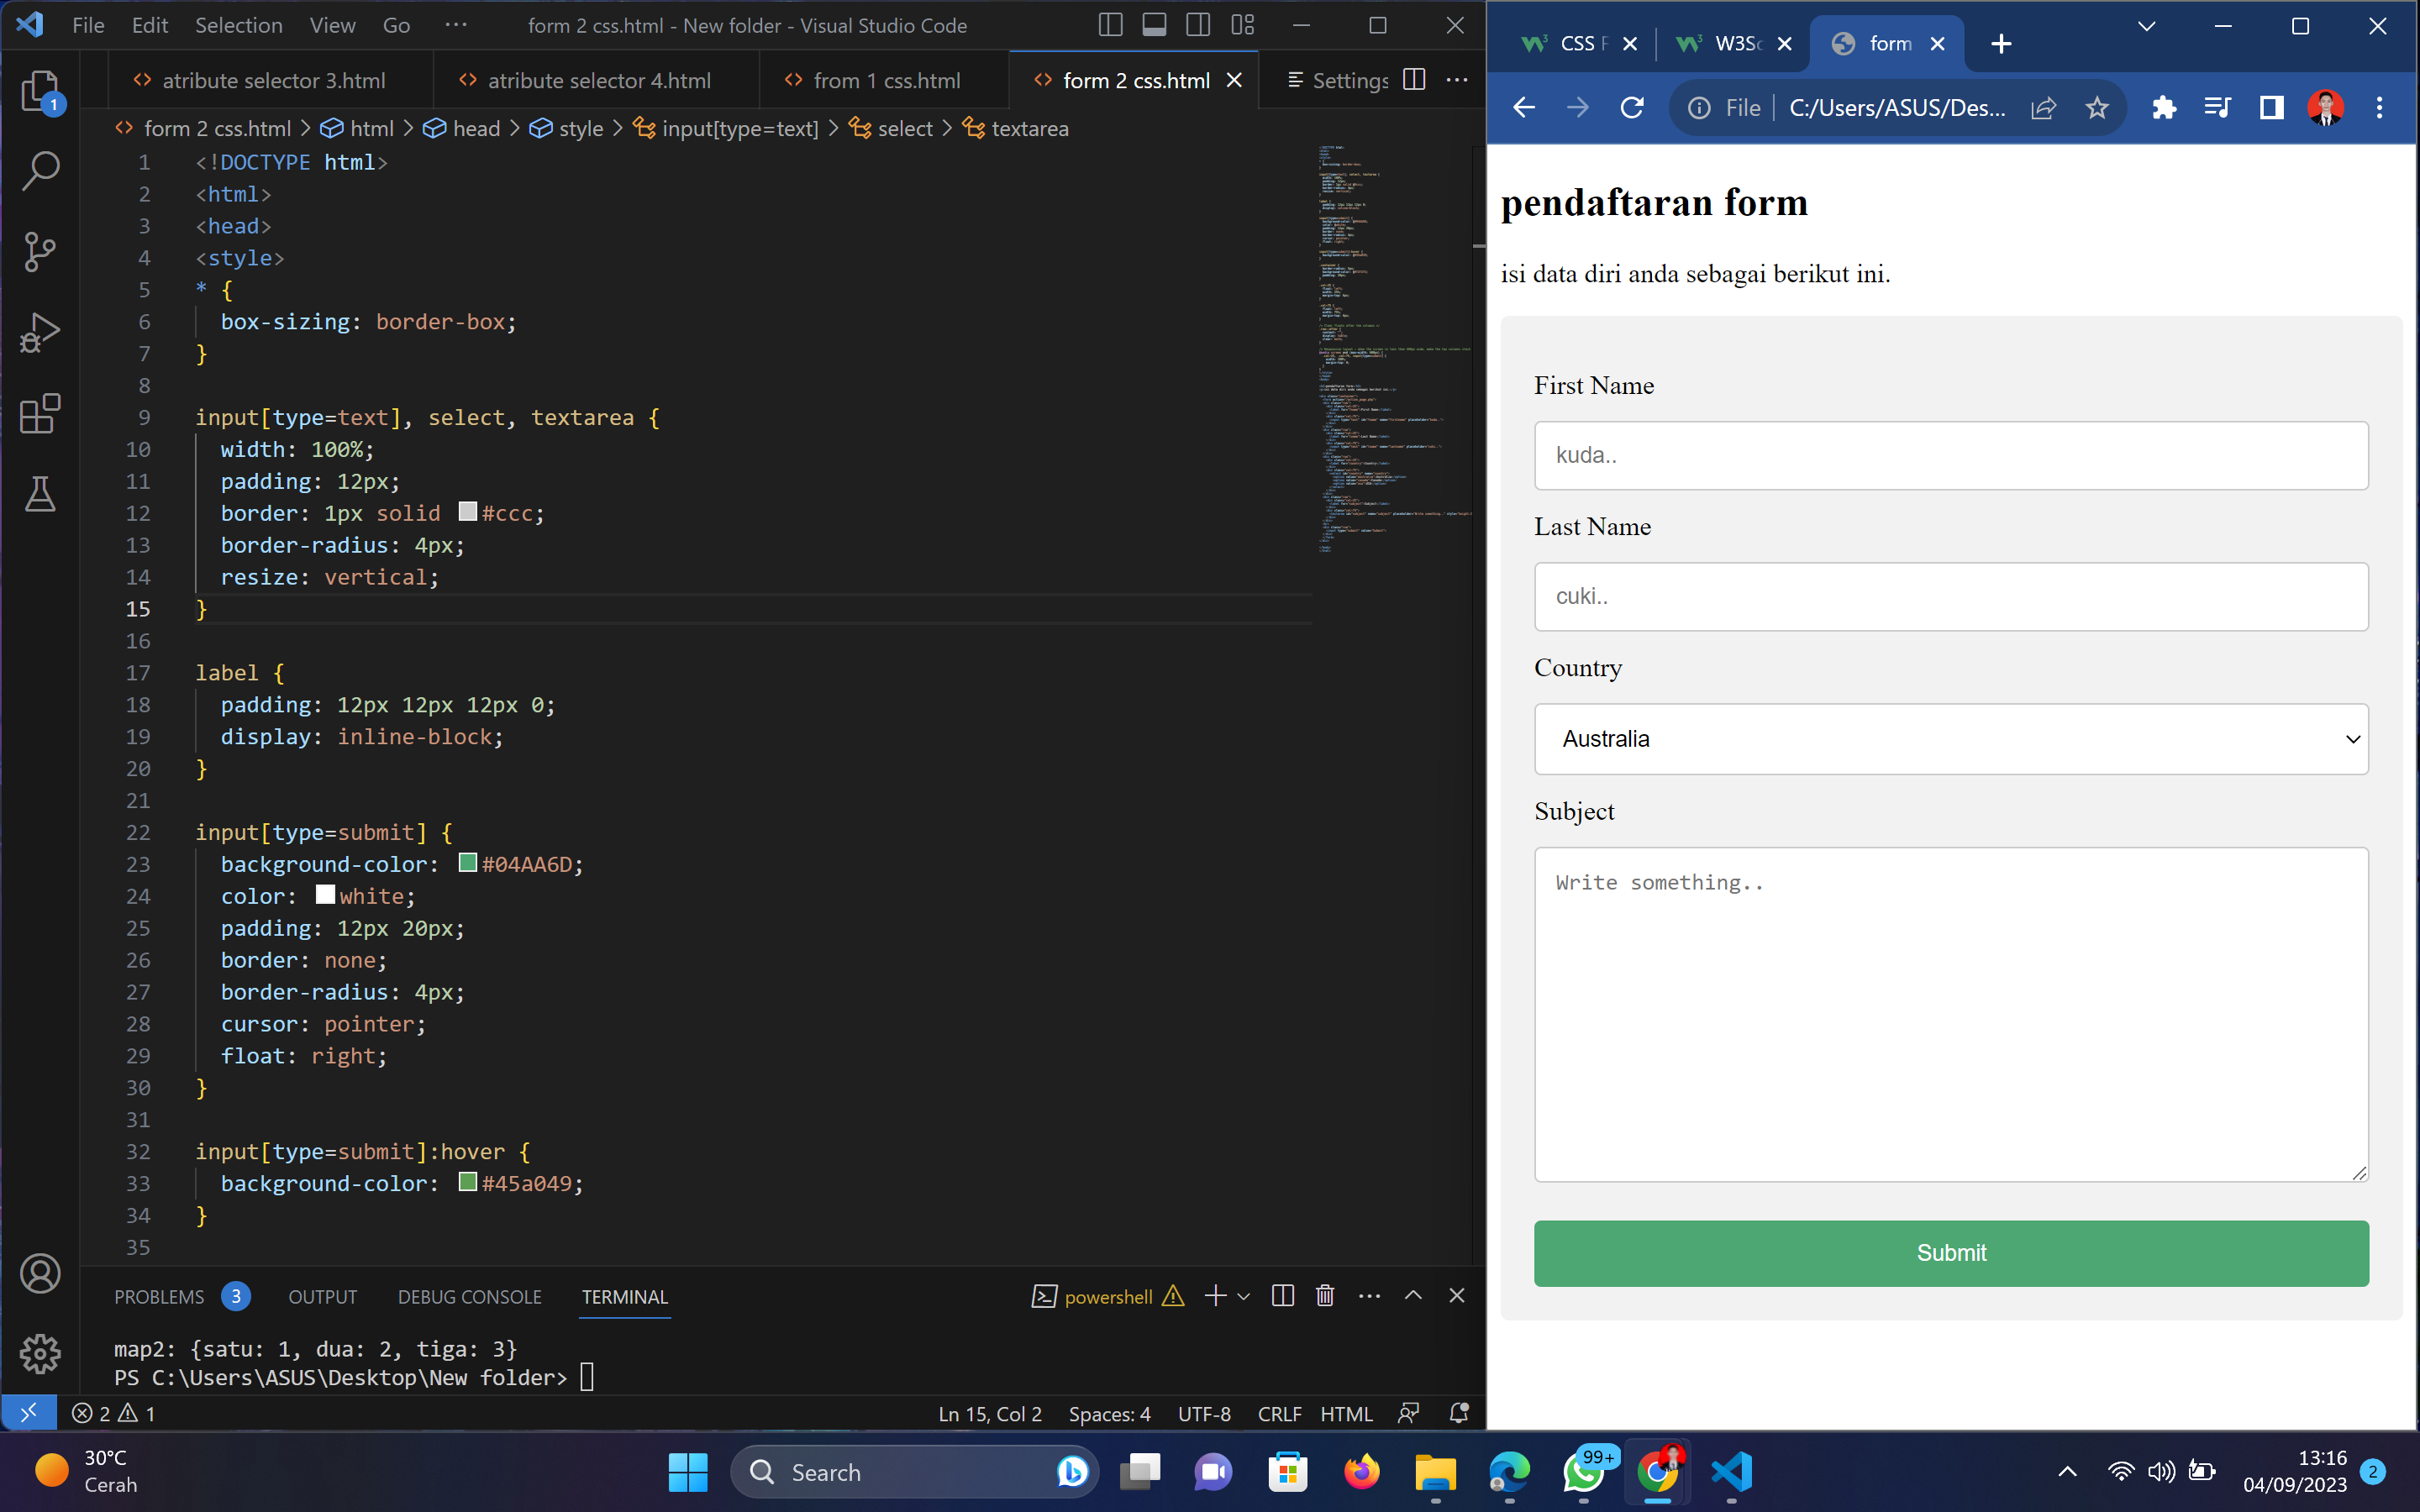 File Edit Selection View Go ··· form 2 css.html - New folder - Visual Studio Code
atribute selector 3.html atribute selector 4.html from 1 css.html form 2 css.html Settings
form 2 css.html > html > head > style > input[type=text] > select > textarea
1 <!DOCTYPE html>
2 <html>
3 <head>
4 <style>
5 * {
6 box-sizing: border-box;
7 }
8
9 input[type=text], select, textarea {
10 width: 100%;
11 padding: 12px;
12 border: 1px solid #ccc;
13 border-radius: 4px;
14 resize: vertical;
15 }
16
17 label {
18 padding: 12px 12px 12px 0;
19 display: inline-block;
20 }
21
22 input[type=submit] {
23 background-color: #04AA6D;
24 color: white;
25 padding: 12px 20px;
26 border: none;
27 border-radius: 4px;
28 cursor: pointer;
29 float: right;
30 }
31
32 input[type=submit]:hover {
33 background-color: #45a049;
34 }
35
1
PROBLEMS 3 OUTPUT DEBUG CONSOLE TERMINAL powershell
map2: {satu: 1, dua: 2, tiga: 3}
PS C:\Users\ASUS\Desktop\New folder>
2 1 Ln 15, Col 2 Spaces: 4 UTF-8 CRLF HTML
CSS W3Sc form
File C:/Users/ASUS/Des...
pendaftaran form
isi data diri anda sebagai berikut ini.
First Name
kuda..
Last Name
cuki..
Country
Australia
Subject
Write something..
Submit
30°C
Cerah
Search
99+
13:16
04/09/2023
2